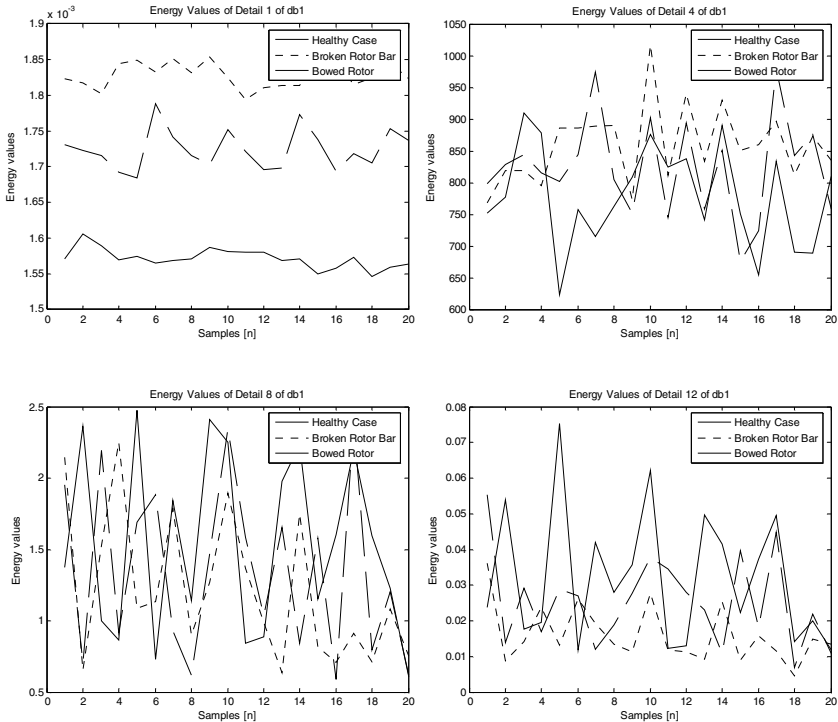 Energy Values of Detail 1 of db1
x 10⁻³
1.9
1.85
1.8
1.75
1.7
1.65
1.6
1.55
1.5
Energy values
0 2 4 6 8 10 12 14 16 18 20
Samples [n]
Healthy Case
Broken Rotor Bar
Bowed Rotor
Energy Values of Detail 4 of db1
1050
1000
950
900
850
800
750
700
650
600
Energy values
0 2 4 6 8 10 12 14 16 18 20
Samples [n]
Healthy Case
Broken Rotor Bar
Bowed Rotor
Energy Values of Detail 8 of db1
2.5
2
1.5
1
0.5
Energy values
0 2 4 6 8 10 12 14 16 18 20
Samples [n]
Healthy Case
Broken Rotor Bar
Bowed Rotor
Energy Values of Detail 12 of db1
0.08
0.07
0.06
0.05
0.04
0.03
0.02
0.01
0
Energy values
0 2 4 6 8 10 12 14 16 18 20
Samples [n]
Healthy Case
Broken Rotor Bar
Bowed Rotor